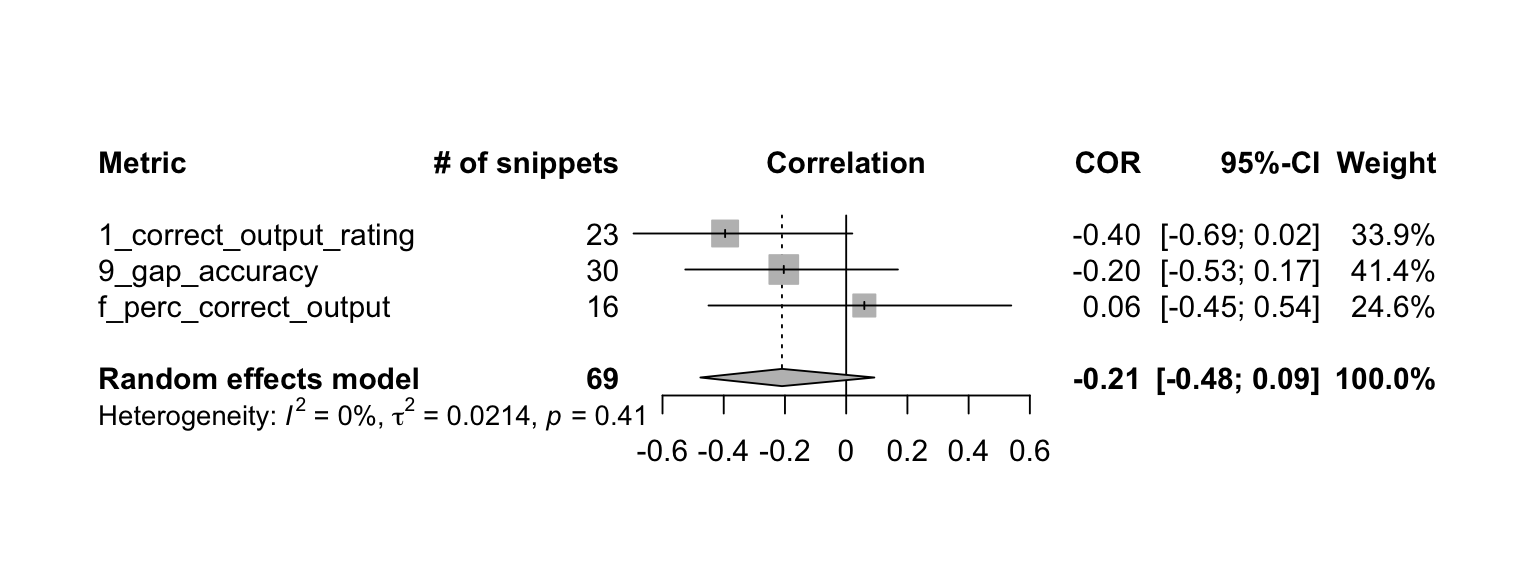 Metric # of snippets Correlation COR 95%-CI Weight
1_correct_output_rating 23 -0.40 [-0.69; 0.02] 33.9%
9_gap_accuracy 30 -0.20 [-0.53; 0.17] 41.4%
f_perc_correct_output 16 0.06 [-0.45; 0.54] 24.6%
Random effects model 69 -0.21 [-0.48; 0.09] 100.0%
Heterogeneity: I² = 0%, τ² = 0.0214, p = 0.41
-0.6 -0.4 -0.2 0 0.2 0.4 0.6